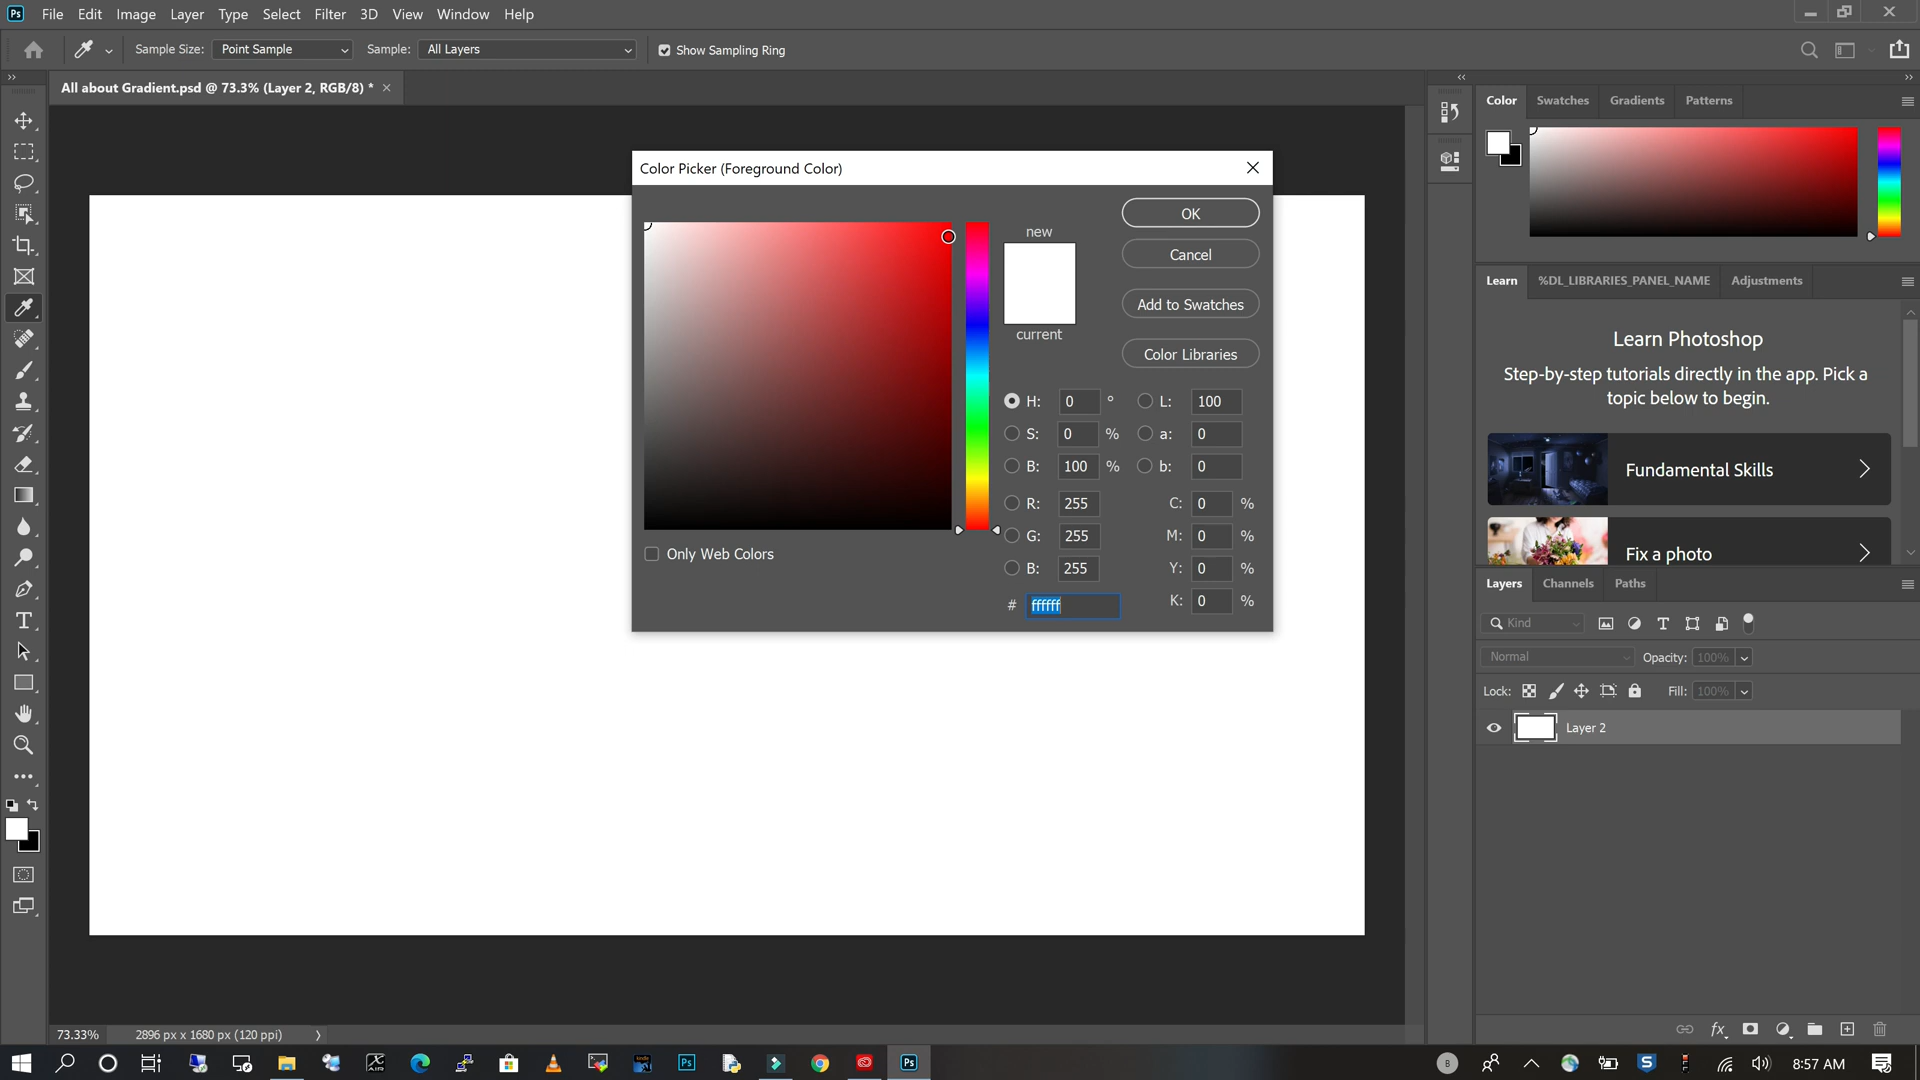 Ps File Edit Image Layer Type Select Filter 3D View Window Help
Sample Size: Point Sample Sample: All Layers Show Sampling Ring
All about Gradient.psd @ 73.3% (Layer 2, RGB/8) *
Color Swatches Gradients Patterns
Color Picker (Foreground Color)
OK
new
Cancel
Add to Swatches
current
Color Libraries
H: 0 ° L: 100
S: 0 % a: 0
B: 100 % b: 0
R: 255 C: 0 %
G: 255 M: 0 %
B: 255 Y: 0 %
# ffffff K: 0 %
Only Web Colors
Learn %DL_LIBRARIES_PANEL_NAME Adjustments
Learn Photoshop
Step-by-step tutorials directly in the app. Pick a
topic below to begin.
Fundamental Skills
Fix a photo
Layers Channels Paths
Kind
Normal Opacity: 100%
Lock: Fill: 100%
Layer 2
fx
73.33% 2896 px x 1680 px (120 ppi)
Ps Ps B S 8:57 AM